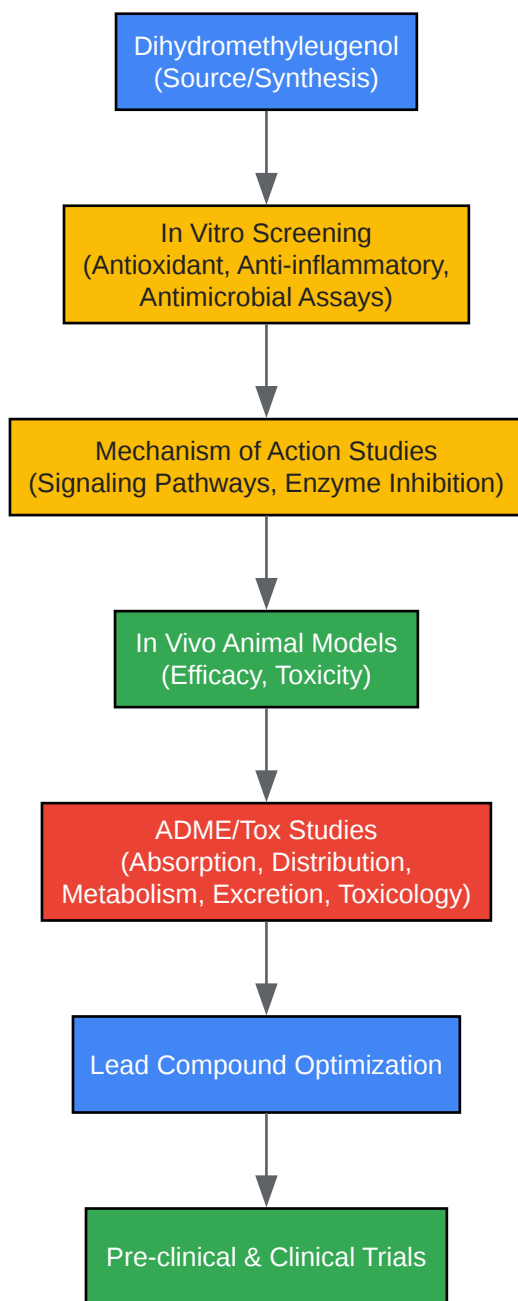 Dihydromethyleugenol
(Source/Synthesis)
In Vitro Screening
(Antioxidant, Anti-inflammatory,
Antimicrobial Assays)
Mechanism of Action Studies
(Signaling Pathways, Enzyme Inhibition)
In Vivo Animal Models
(Efficacy, Toxicity)
ADME/Tox Studies
(Absorption, Distribution,
Metabolism, Excretion, Toxicology)
Lead Compound Optimization
Pre-clinical & Clinical Trials